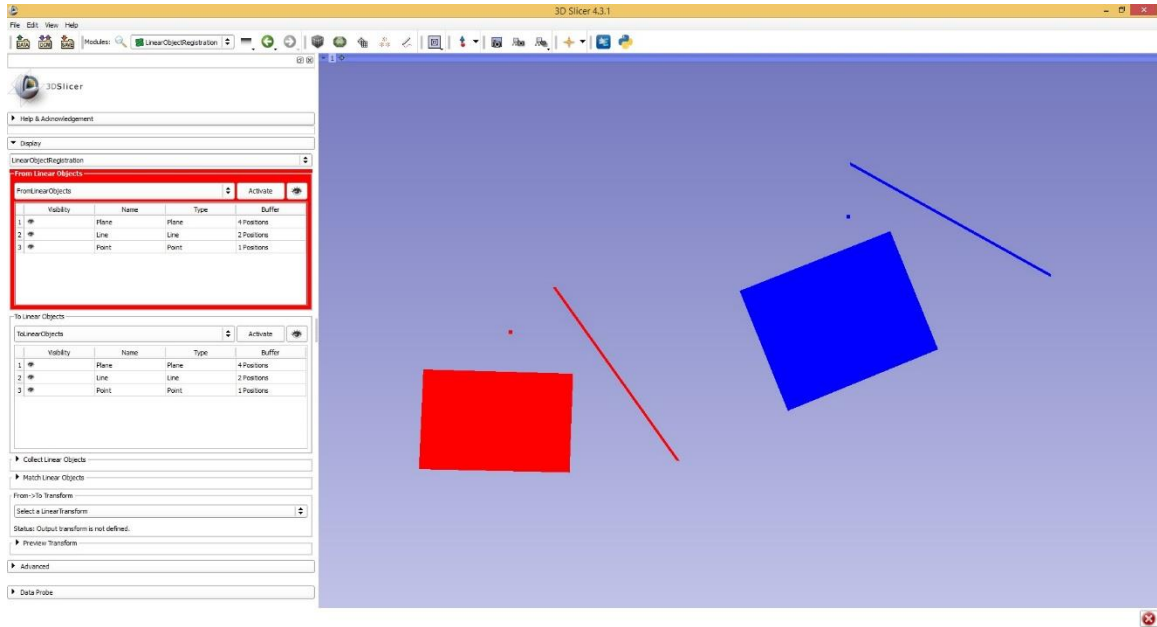 3D Slicer 4.3.1
File Edit View Help
DATA DCM SAVE Modules: LinearObjectRegistration
1
3DSlicer
Help & Acknowledgement
Display
LinearObjectRegistration
From Linear Objects
FromLinearObjects Activate
Visibility Name Type Buffer
1 Plane Plane 4 Positions
2 Line Line 2 Positions
3 Point Point 1 Positions
To Linear Objects
ToLinearObjects Activate
Visibility Name Type Buffer
1 Plane Plane 4 Positions
2 Line Line 2 Positions
3 Point Point 1 Positions
Collect Linear Objects
Match Linear Objects
From->To Transform
Select a LinearTransform
Status: Output transform is not defined.
Preview Transform
Advanced
Data Probe